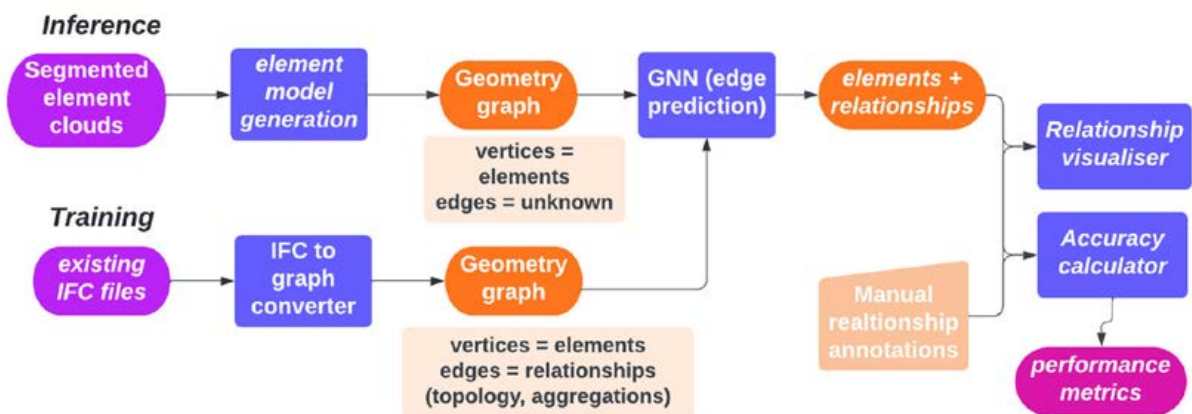 Inference
Segmented
element
clouds
element
model
generation
Geometry
graph
vertices =
elements
edges = unknown
GNN (edge
prediction)
elements +
relationships
Relationship
visualiser
Training
existing
IFC files
IFC to
graph
converter
Geometry
graph
vertices = elements
edges = relationships
(topology, aggregations)
Manual
realtionship
annotations
Accuracy
calculator
performance
metrics